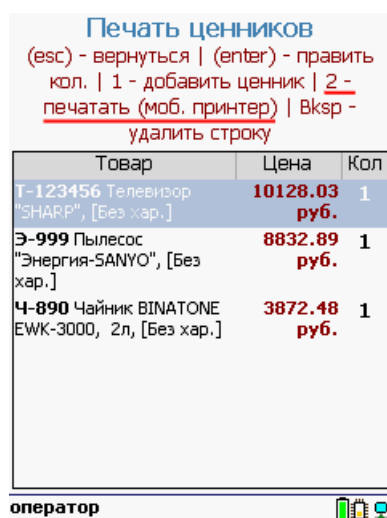 Печать ценников
(esc) - вернуться | (enter) - править
кол. | 1 - добавить ценник | 2 -
печатать (моб. принтер) | Bksp -
удалить строку
Товар Цена Кол
Т-123456 Телевизор 10128.03 1
"SHARP", [Без хар.] руб.
Э-999 Пылесос 8832.89 1
"Энергия-SANYO", [Без руб.
хар.]
Ч-890 Чайник BINATONE 3872.48 1
EWK-3000, 2л, [Без хар.] руб.
оператор